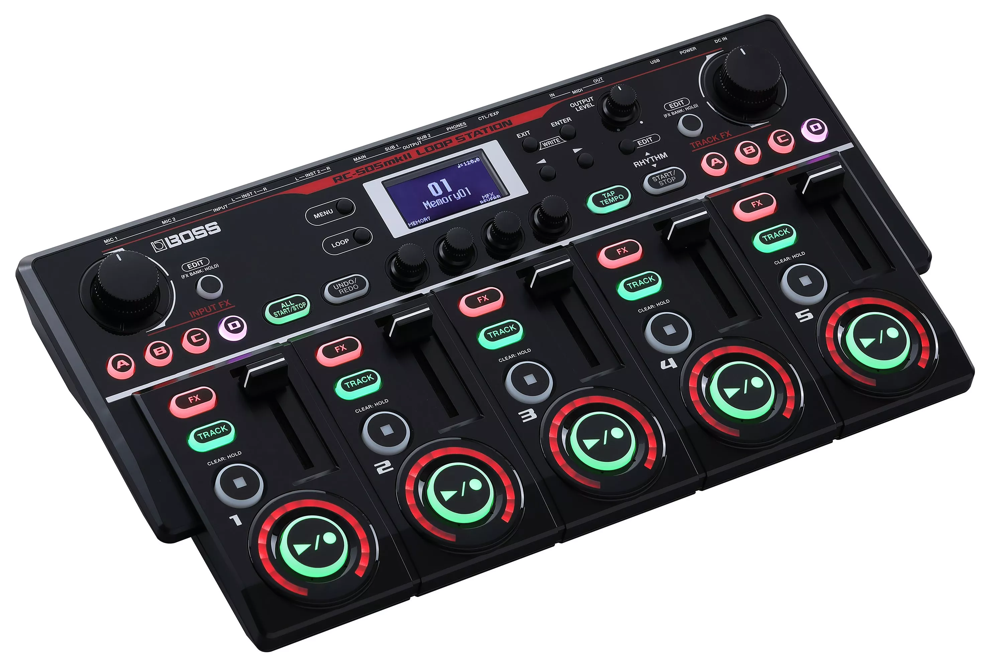 DC IN
POWER
USB
IN — MIDI — OUT
CTL/EXP
PHONES
SUB 2
SUB 1
OUTPUT
MAIN
L—INST 2—R
L—INST 1—R
INPUT
MIC 2
MIC 1
RC-505mkII LOOP STATION
BOSS
EDIT
(FX BANK: HOLD)
INPUT FX
A
B
C
D
ALL
START/STOP
UNDO/
REDO
MENU
LOOP
♩=120.0
01
Memory01
MFX
REVERB
MEMORY
EXIT
ENTER
WRITE
OUTPUT
LEVEL
EDIT
RHYTHM
START/
STOP
TAP
TEMPO
EDIT
(FX BANK: HOLD)
TRACK FX
A
B
C
D
FX
TRACK
CLEAR: HOLD
1
FX
TRACK
CLEAR: HOLD
2
FX
TRACK
CLEAR: HOLD
3
FX
TRACK
CLEAR: HOLD
4
FX
TRACK
CLEAR: HOLD
5